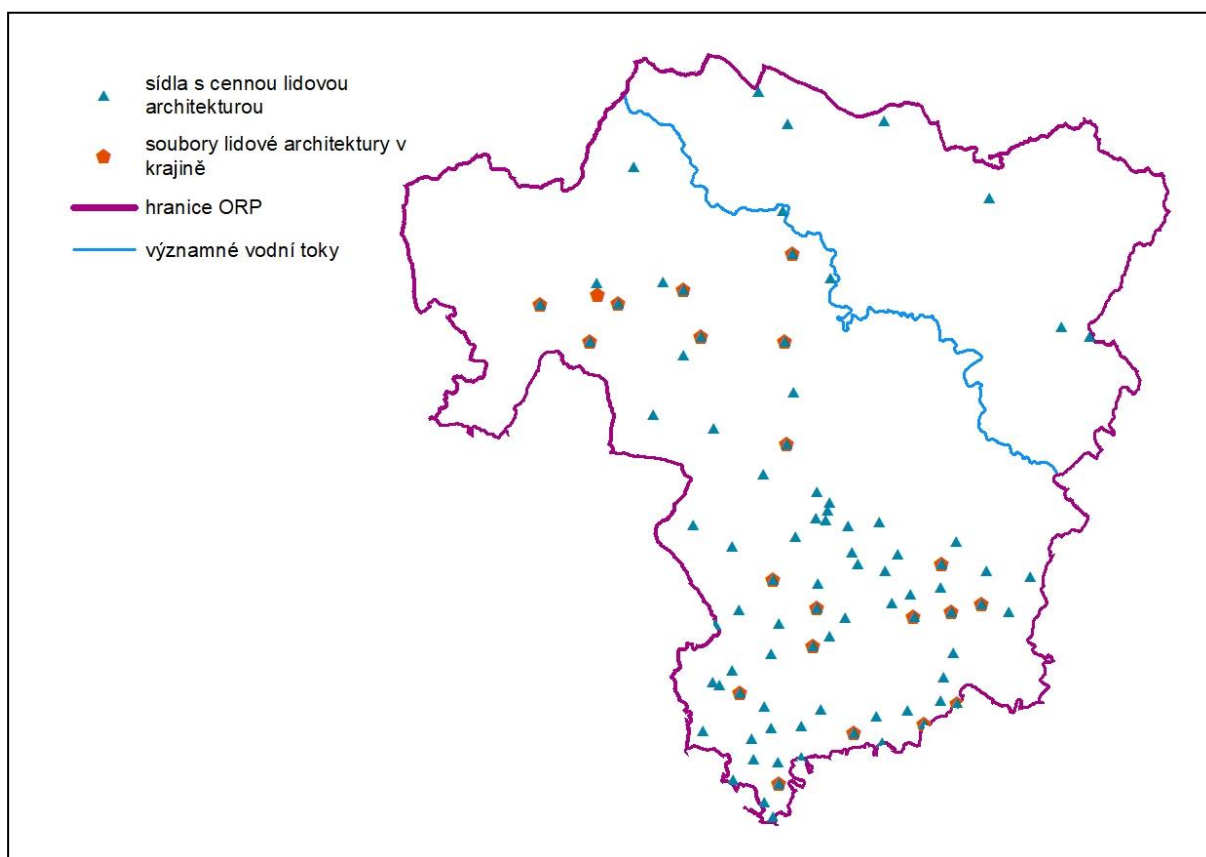 sídla s cennou lidovou
architekturou
soubory lidové architektury v
krajině
hranice ORP
významné vodní toky